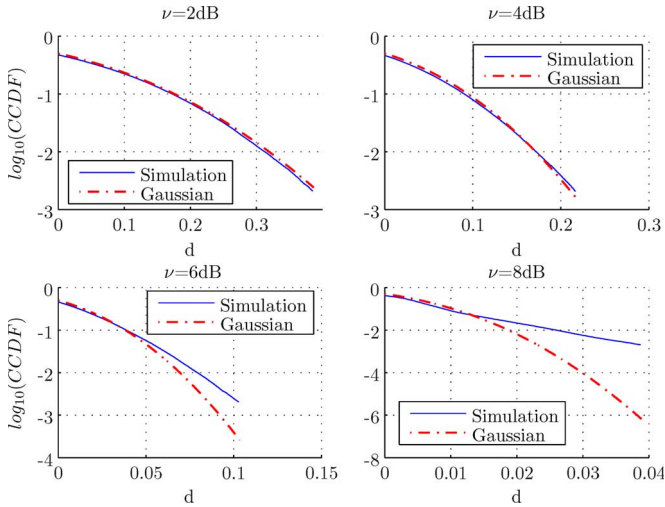 ν=2dB
log10(CCDF)
0
-1
-2
-3
0
0.1
0.2
0.3
d
Simulation
Gaussian
ν=4dB
0
-1
-2
-3
0
0.1
0.2
0.3
d
Simulation
Gaussian
ν=6dB
log10(CCDF)
0
-1
-2
-3
-4
0
0.05
0.1
0.15
d
Simulation
Gaussian
ν=8dB
0
-2
-4
-6
-8
0
0.01
0.02
0.03
0.04
d
Simulation
Gaussian